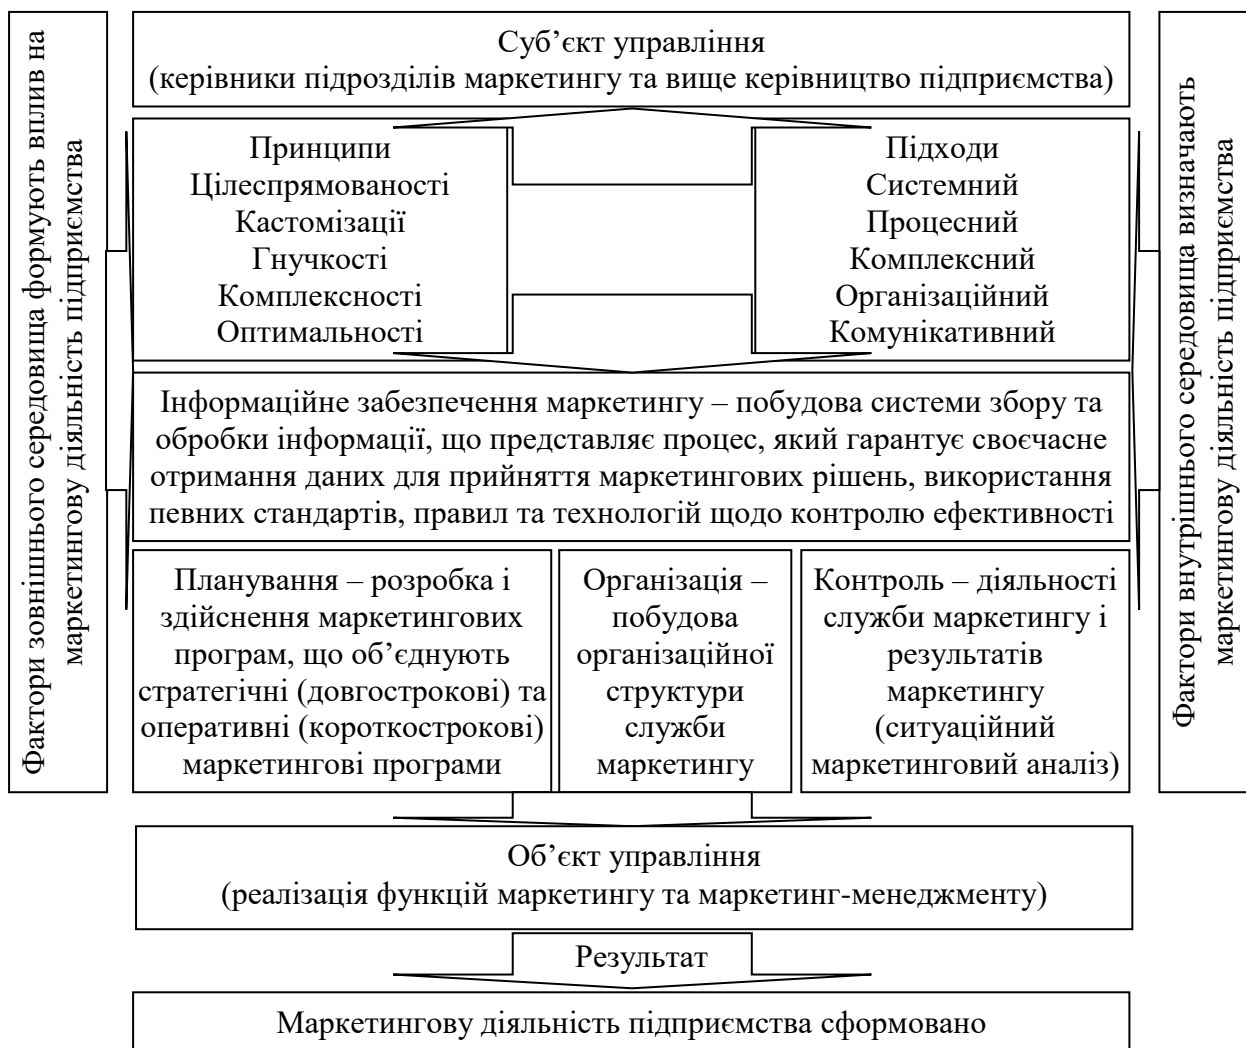 Фактори зовнішнього середовища формують вплив на
маркетингову діяльність підприємства
Суб’єкт управління
(керівники підрозділів маркетингу та вище керівництво підприємства)
Принципи
Цілеспрямованості
Кастомізації
Гнучкості
Комплексності
Оптимальності
Підходи
Системний
Процесний
Комплексний
Організаційний
Комунікативний
Інформаційне забезпечення маркетингу – побудова системи збору та
обробки інформації, що представляє процес, який гарантує своєчасне
отримання даних для прийняття маркетингових рішень, використання
певних стандартів, правил та технологій щодо контролю ефективності
Планування – розробка і
здійснення маркетингових
програм, що об’єднують
стратегічні (довгострокові) та
оперативні (короткострокові)
маркетингові програми
Організація –
побудова
організаційної
структури
служби
маркетингу
Контроль – діяльності
служби маркетингу і
результатів
маркетингу
(ситуаційний
маркетинговий аналіз)
Об’єкт управління
(реалізація функцій маркетингу та маркетинг-менеджменту)
Результат
Маркетингову діяльність підприємства сформовано
Фактори внутрішнього середовища визначають
маркетингову діяльність підприємства